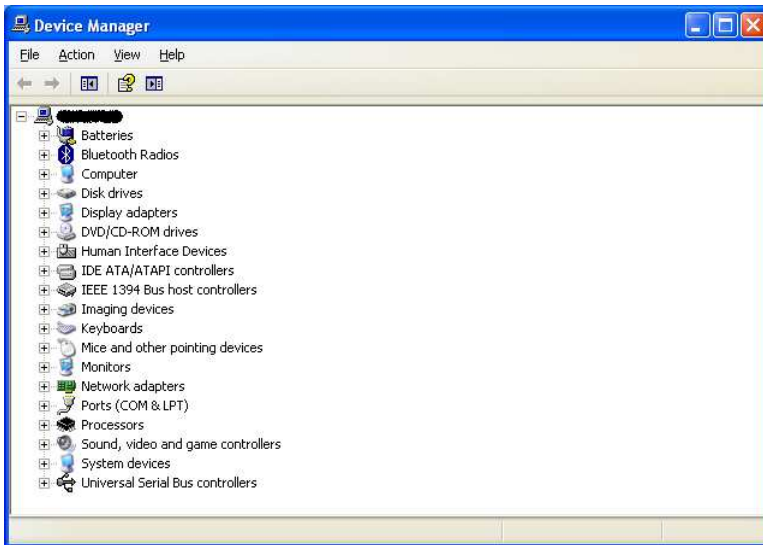 Device Manager
File Action View Help
Batteries
Bluetooth Radios
Computer
Disk drives
Display adapters
DVD/CD-ROM drives
Human Interface Devices
IDE ATA/ATAPI controllers
IEEE 1394 Bus host controllers
Imaging devices
Keyboards
Mice and other pointing devices
Monitors
Network adapters
Ports (COM & LPT)
Processors
Sound, video and game controllers
System devices
Universal Serial Bus controllers